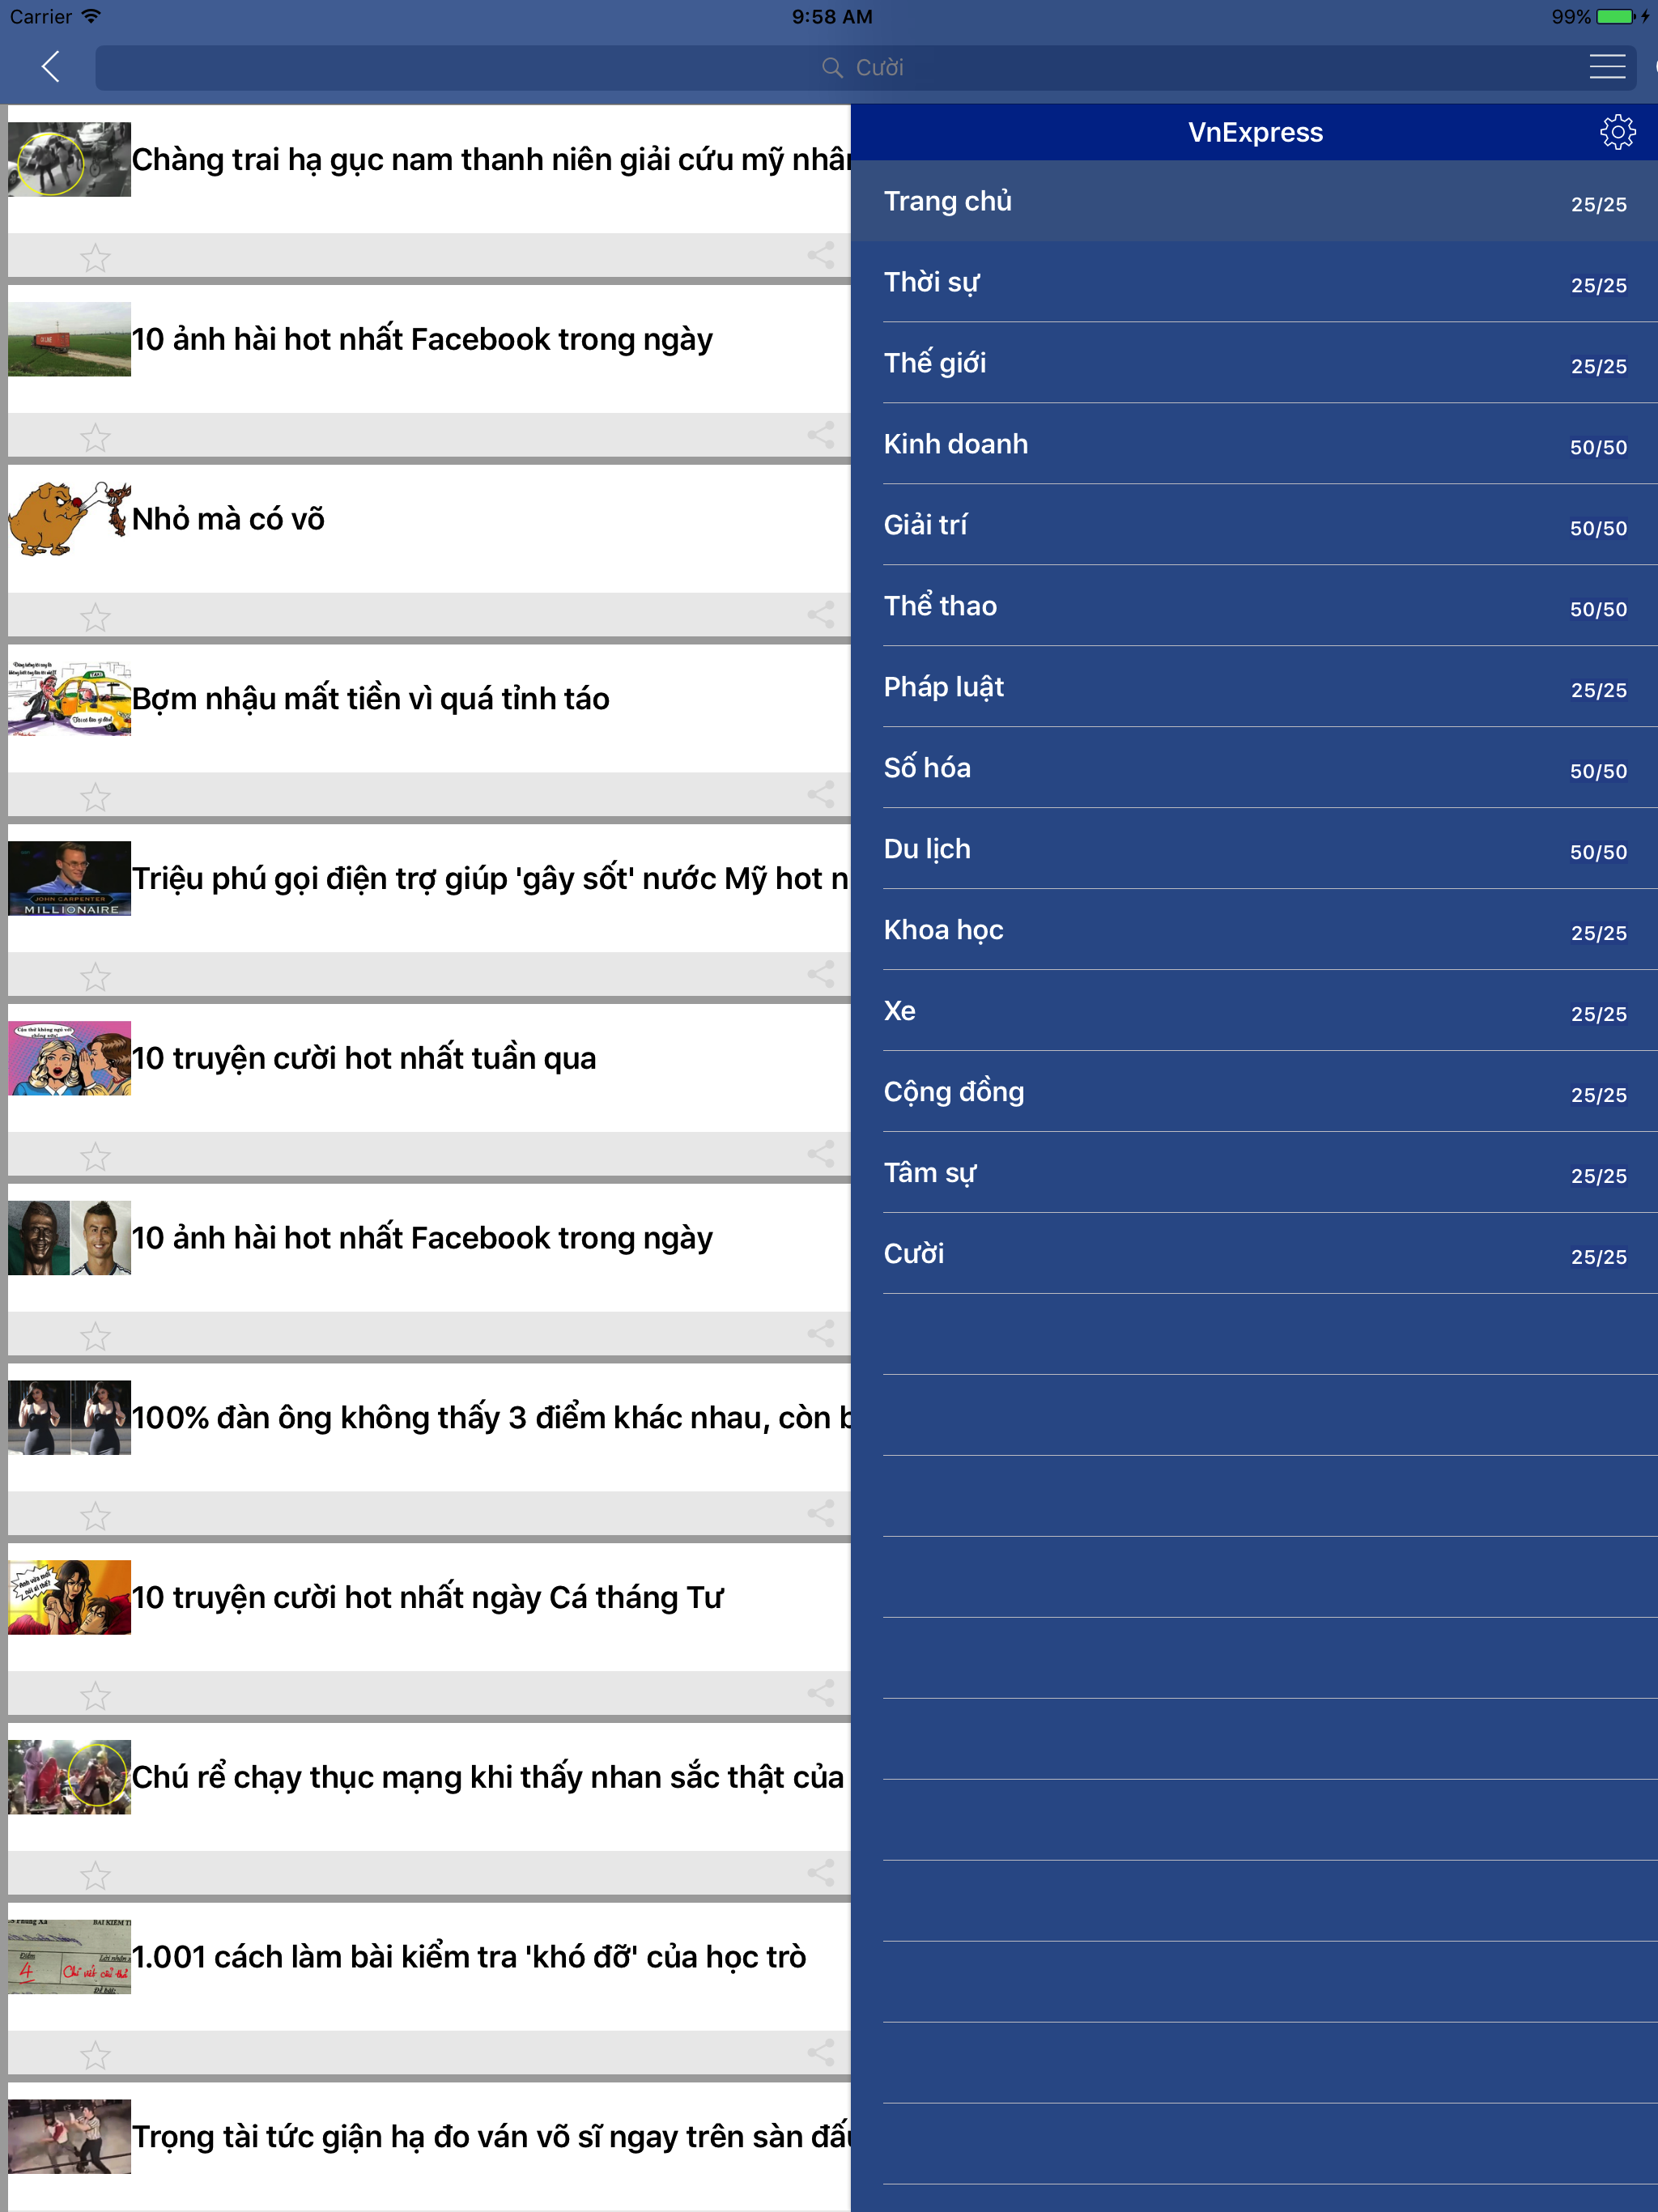 Carrier
9:58 AM
99%
Cười
Chàng trai hạ gục nam thanh niên giải cứu mỹ nhân
10 ảnh hài hot nhất Facebook trong ngày
Nhỏ mà có võ
Bợm nhậu mất tiền vì quá tỉnh táo
JOHN CARPENTER
MILLIONAIRE
Triệu phú gọi điện trợ giúp 'gây sốt' nước Mỹ hot n
10 truyện cười hot nhất tuần qua
10 ảnh hài hot nhất Facebook trong ngày
100% đàn ông không thấy 3 điểm khác nhau, còn b
10 truyện cười hot nhất ngày Cá tháng Tư
Chú rể chạy thục mạng khi thấy nhan sắc thật của
Điểm
4
1.001 cách làm bài kiểm tra 'khó đỡ' của học trò
Trọng tài tức giận hạ đo ván võ sĩ ngay trên sàn đấu
VnExpress
Trang chủ 25/25
Thời sự 25/25
Thế giới 25/25
Kinh doanh 50/50
Giải trí 50/50
Thể thao 50/50
Pháp luật 25/25
Số hóa 50/50
Du lịch 50/50
Khoa học 25/25
Xe 25/25
Cộng đồng 25/25
Tâm sự 25/25
Cười 25/25